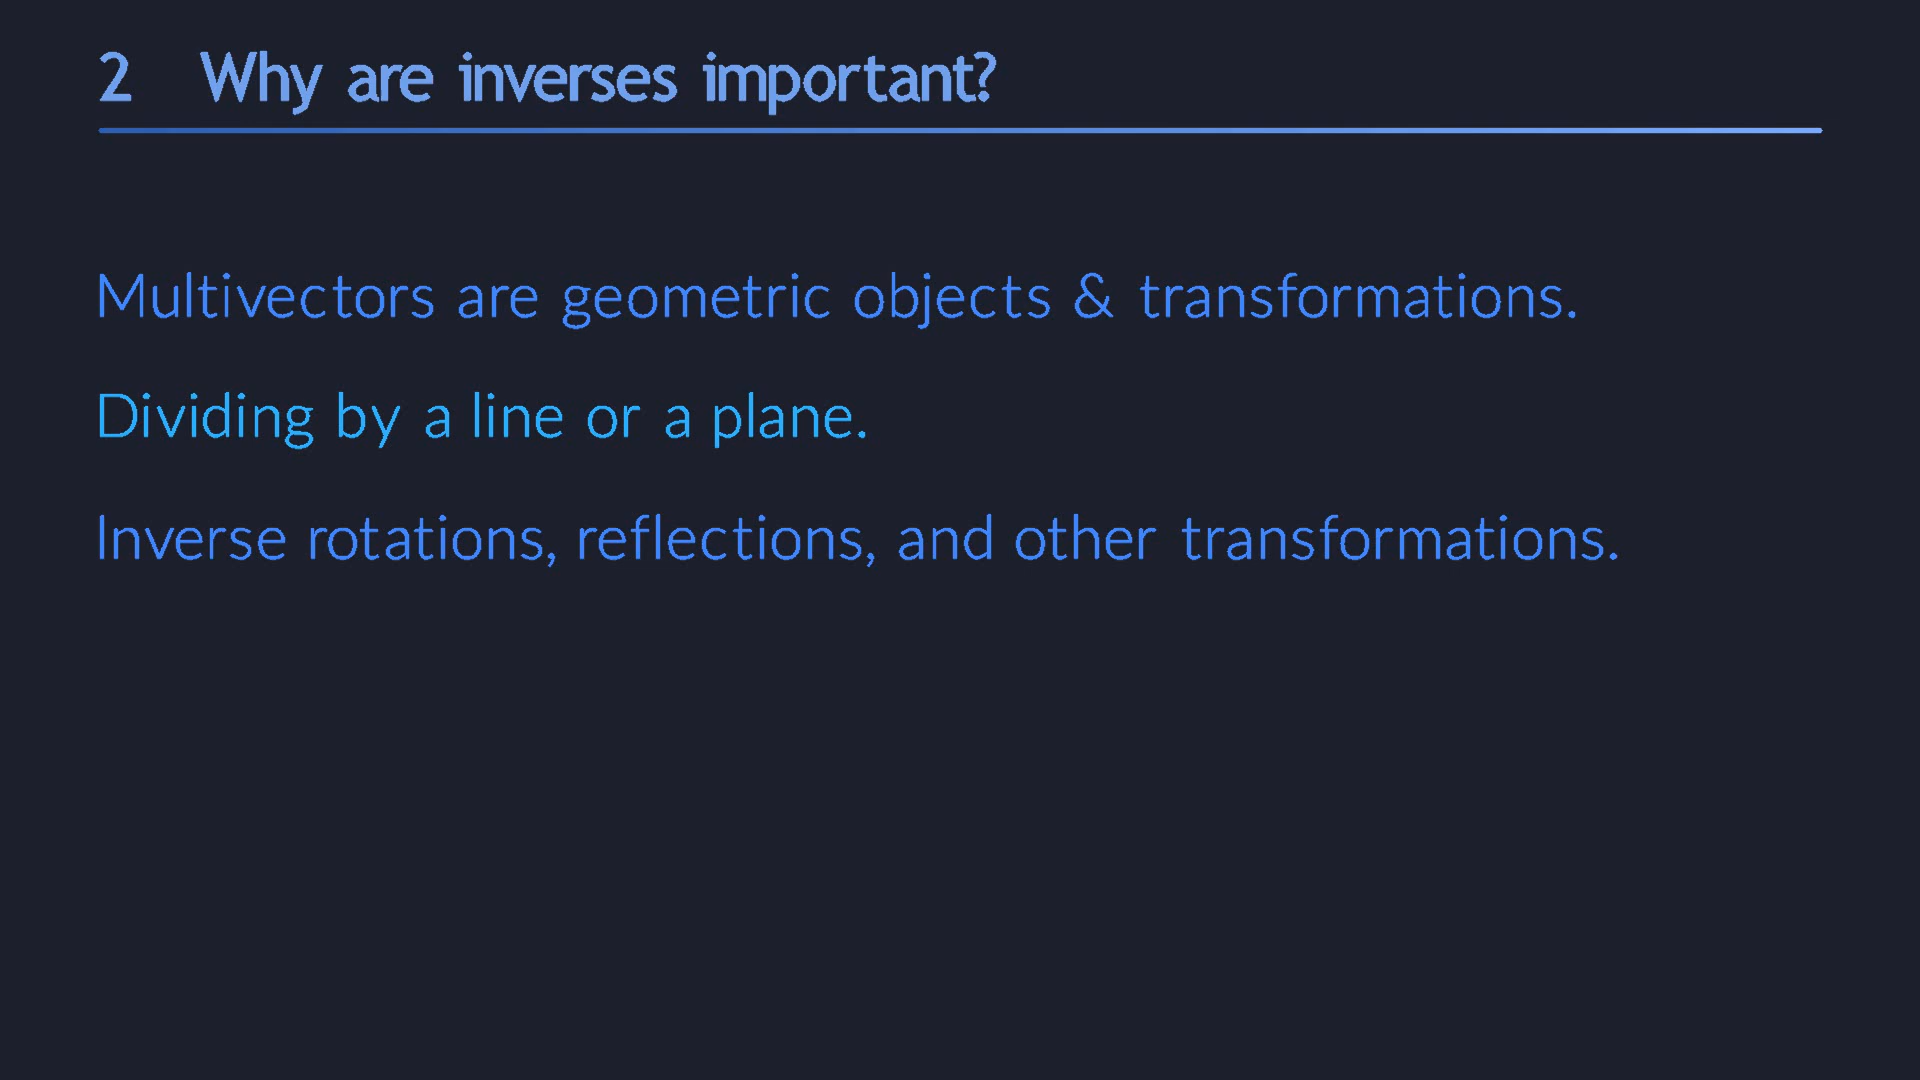 2 Why are inverses important?
Multivectors are geometric objects & transformations.
Dividing by a line or a plane.
Inverse rotations, reflections, and other transformations.